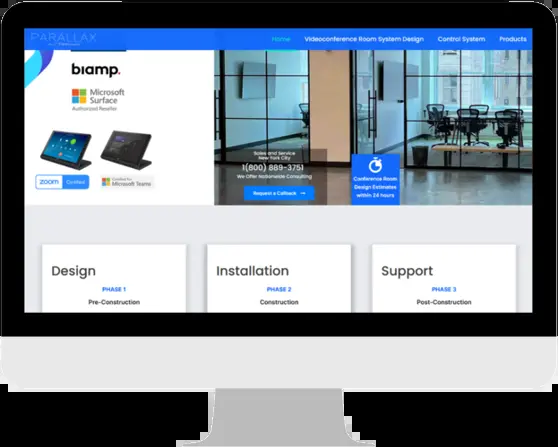 PARALLAX
Home
Videoconference Room System Design
Control System
Products
biamp.
Microsoft
Surface
Authorized Reseller
zoom Certified
Certified for
Microsoft Teams
Sales and Service
New York City
1(800) 889-3751
We Offer Nationwide Consulting
Request a Callback →
Conference Room
Design Estimates
within 24 hours
Design
PHASE 1
Pre-Construction
Installation
PHASE 2
Construction
Support
PHASE 3
Post-Construction